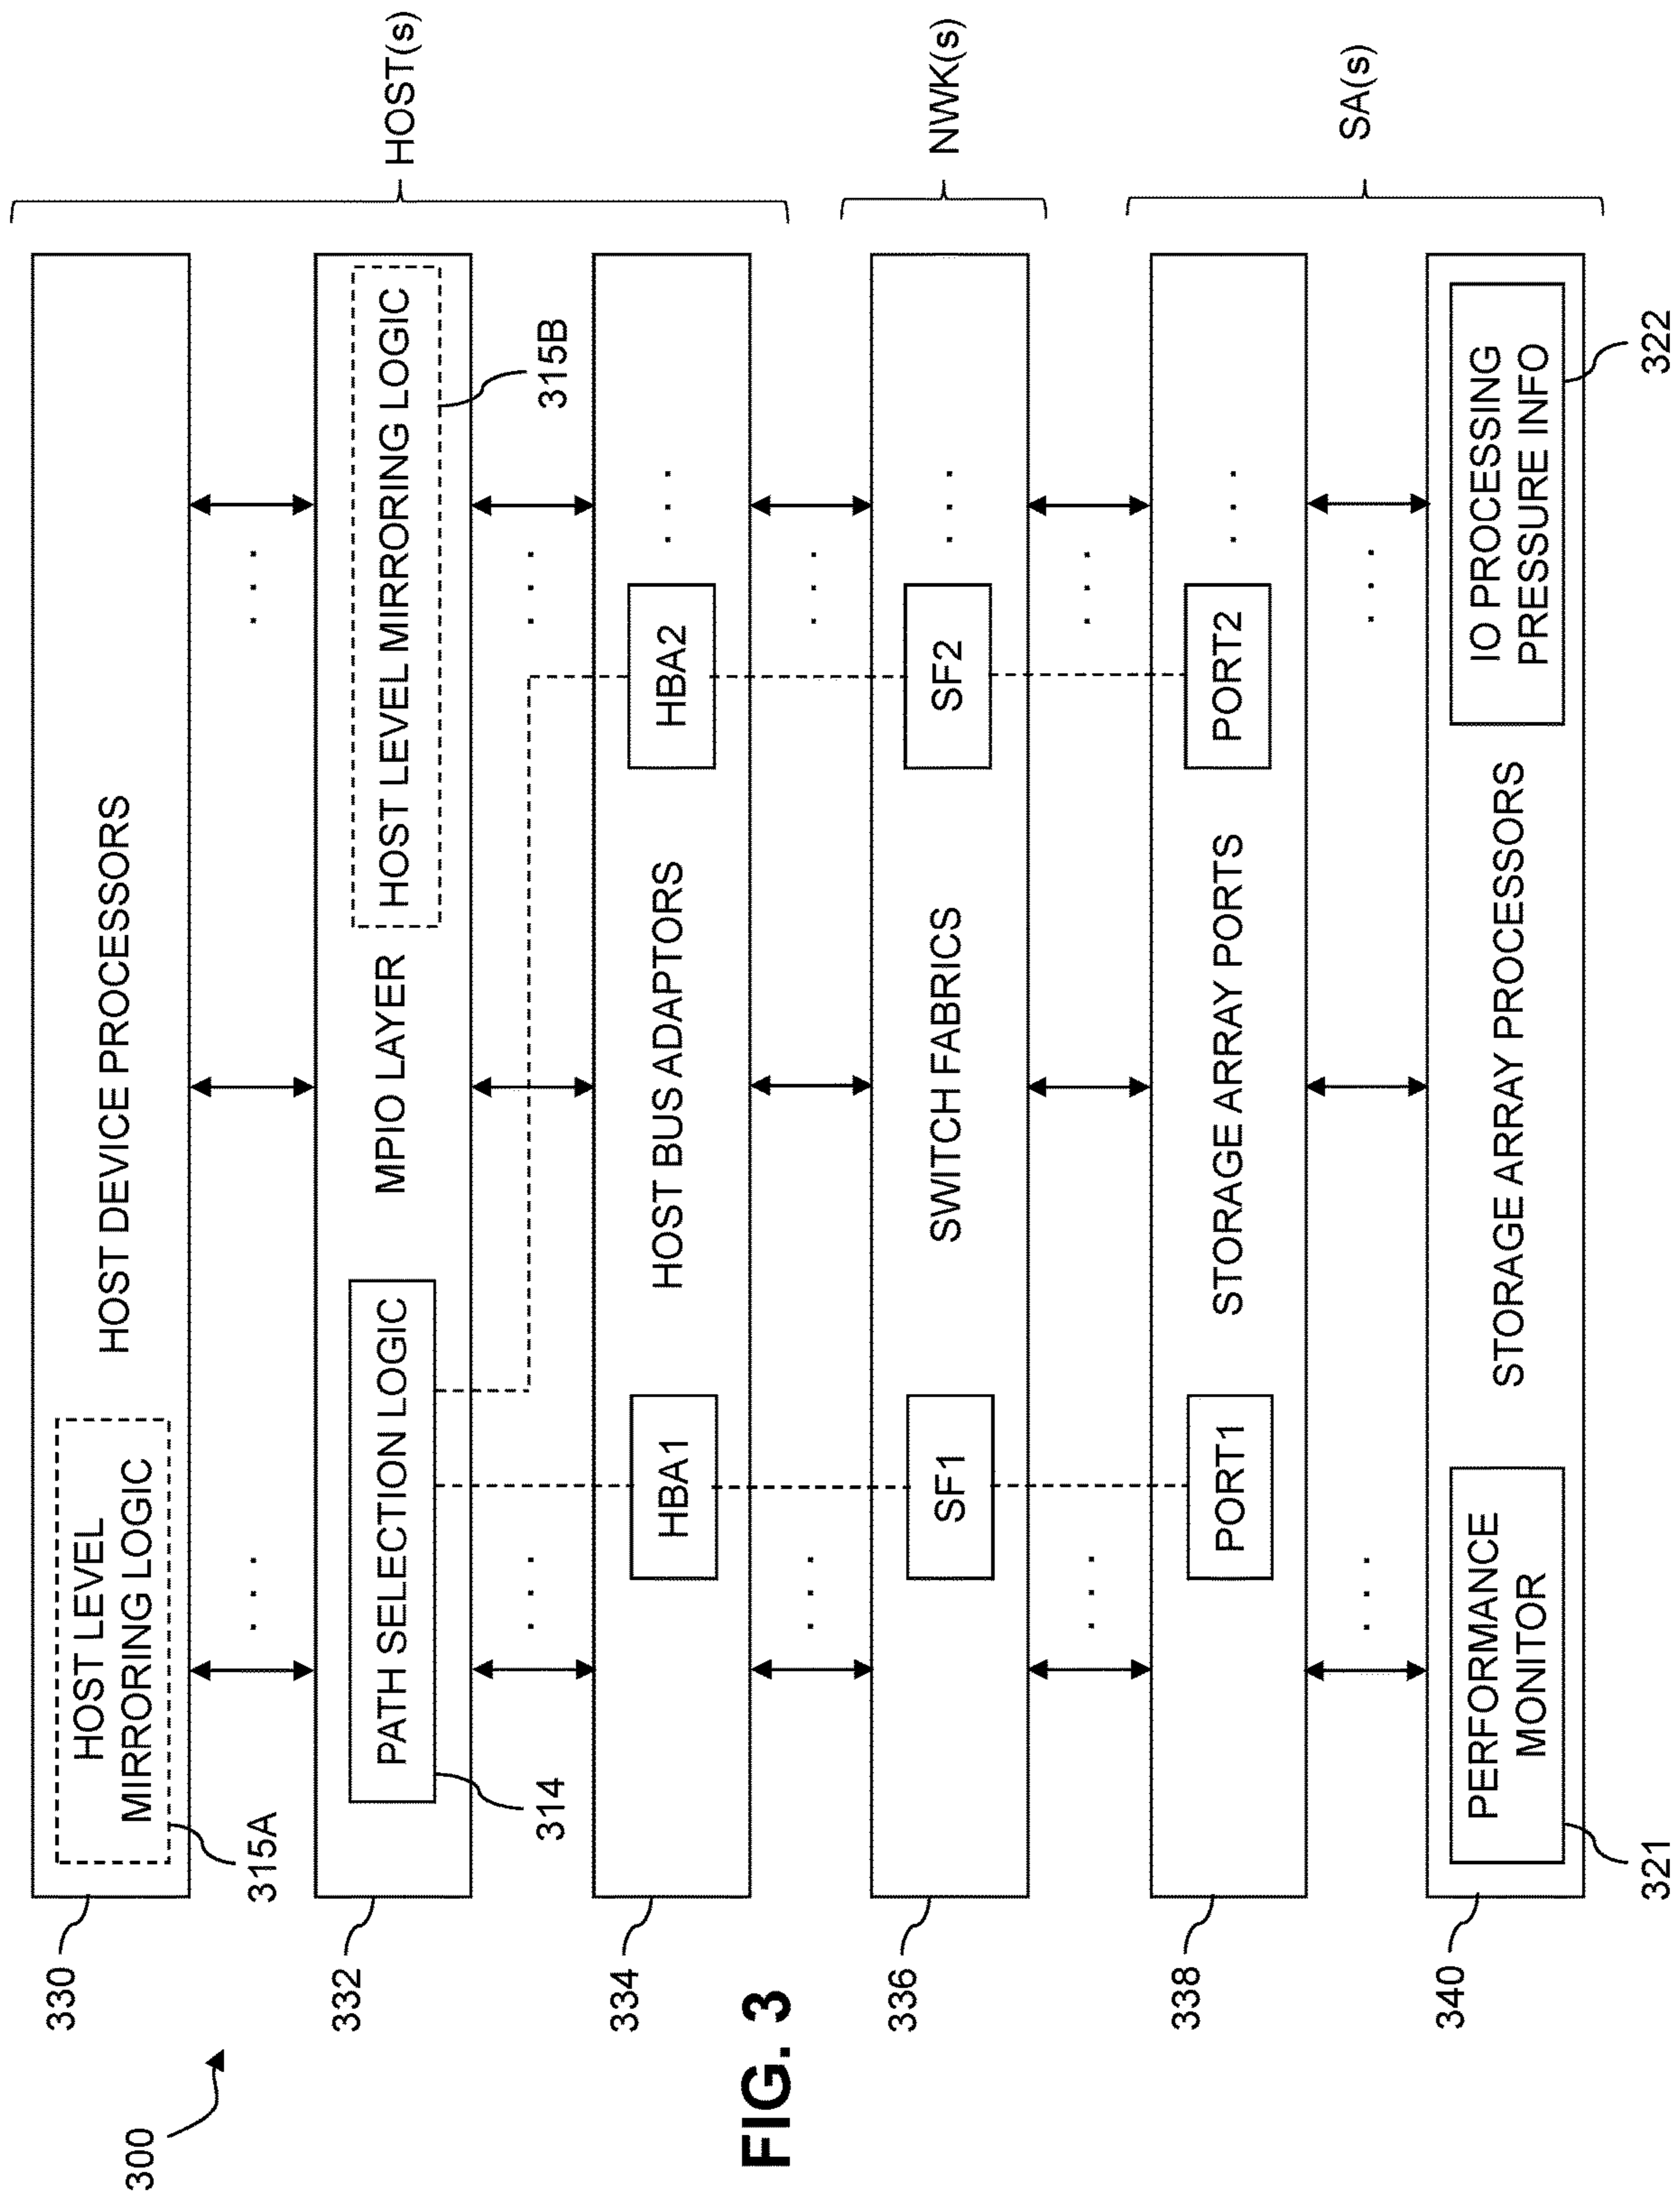 300
330
HOST LEVEL
MIRRORING LOGIC
315A
HOST DEVICE PROCESSORS
HOST(s)
332
PATH SELECTION LOGIC
314
MPIO LAYER
HOST LEVEL MIRRORING LOGIC
315B
334
HBA1
HOST BUS ADAPTORS
HBA2
336
SF1
SWITCH FABRICS
SF2
NWK(s)
338
PORT1
STORAGE ARRAY PORTS
PORT2
SA(s)
340
PERFORMANCE
MONITOR
321
STORAGE ARRAY PROCESSORS
IO PROCESSING
PRESSURE INFO
322
FIG. 3